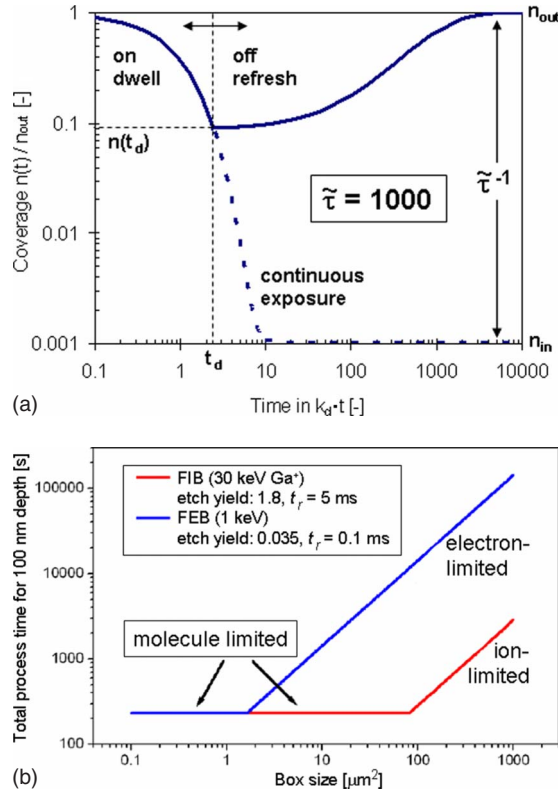 1
0.1
0.01
0.001
Coverage n(t) / n_out [-]
on dwell
off refresh
n_out
n(t_d)
τ̃ = 1000
τ̃⁻¹
continuous exposure
n_in
t_d
0.1 1 10 100 1000 10000
Time in k_d·t [-]
(a)
Total process time for 100 nm depth [s]
100000
10000
1000
100
FIB (30 keV Ga⁺)
etch yield: 1.8, t_r = 5 ms
FEB (1 keV)
etch yield: 0.035, t_r = 0.1 ms
electron-limited
molecule limited
ion-limited
0.1 1 10 100 1000
Box size [µm²]
(b)